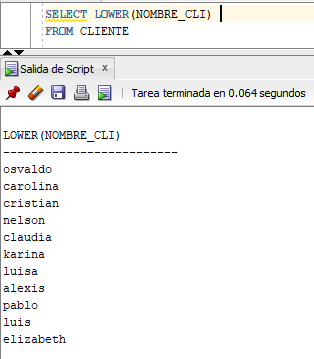 SELECT LOWER(NOMBRE_CLI)
FROM CLIENTE
Salida de Script x
Tarea terminada en 0.064 segundos
LOWER(NOMBRE_CLI)
-------------------------
osvaldo
carolina
cristian
nelson
claudia
karina
luisa
alexis
pablo
luis
elizabeth